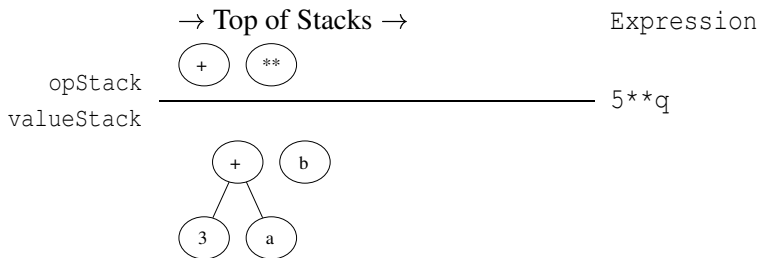 → Top of Stacks → Expression
+ **
opStack
5**q
valueStack
+ b
3 a